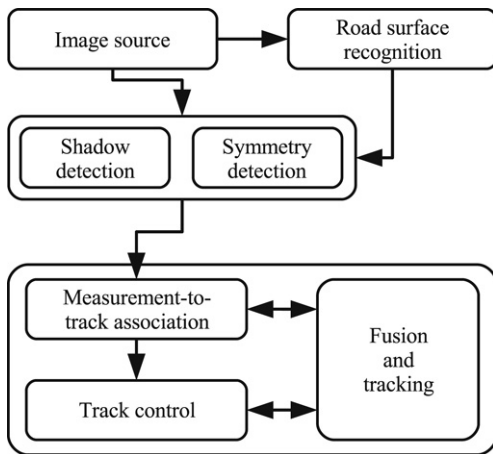 Image source
Road surface
recognition
Shadow
detection
Symmetry
detection
Measurement-to-
track association
Fusion
and
tracking
Track control